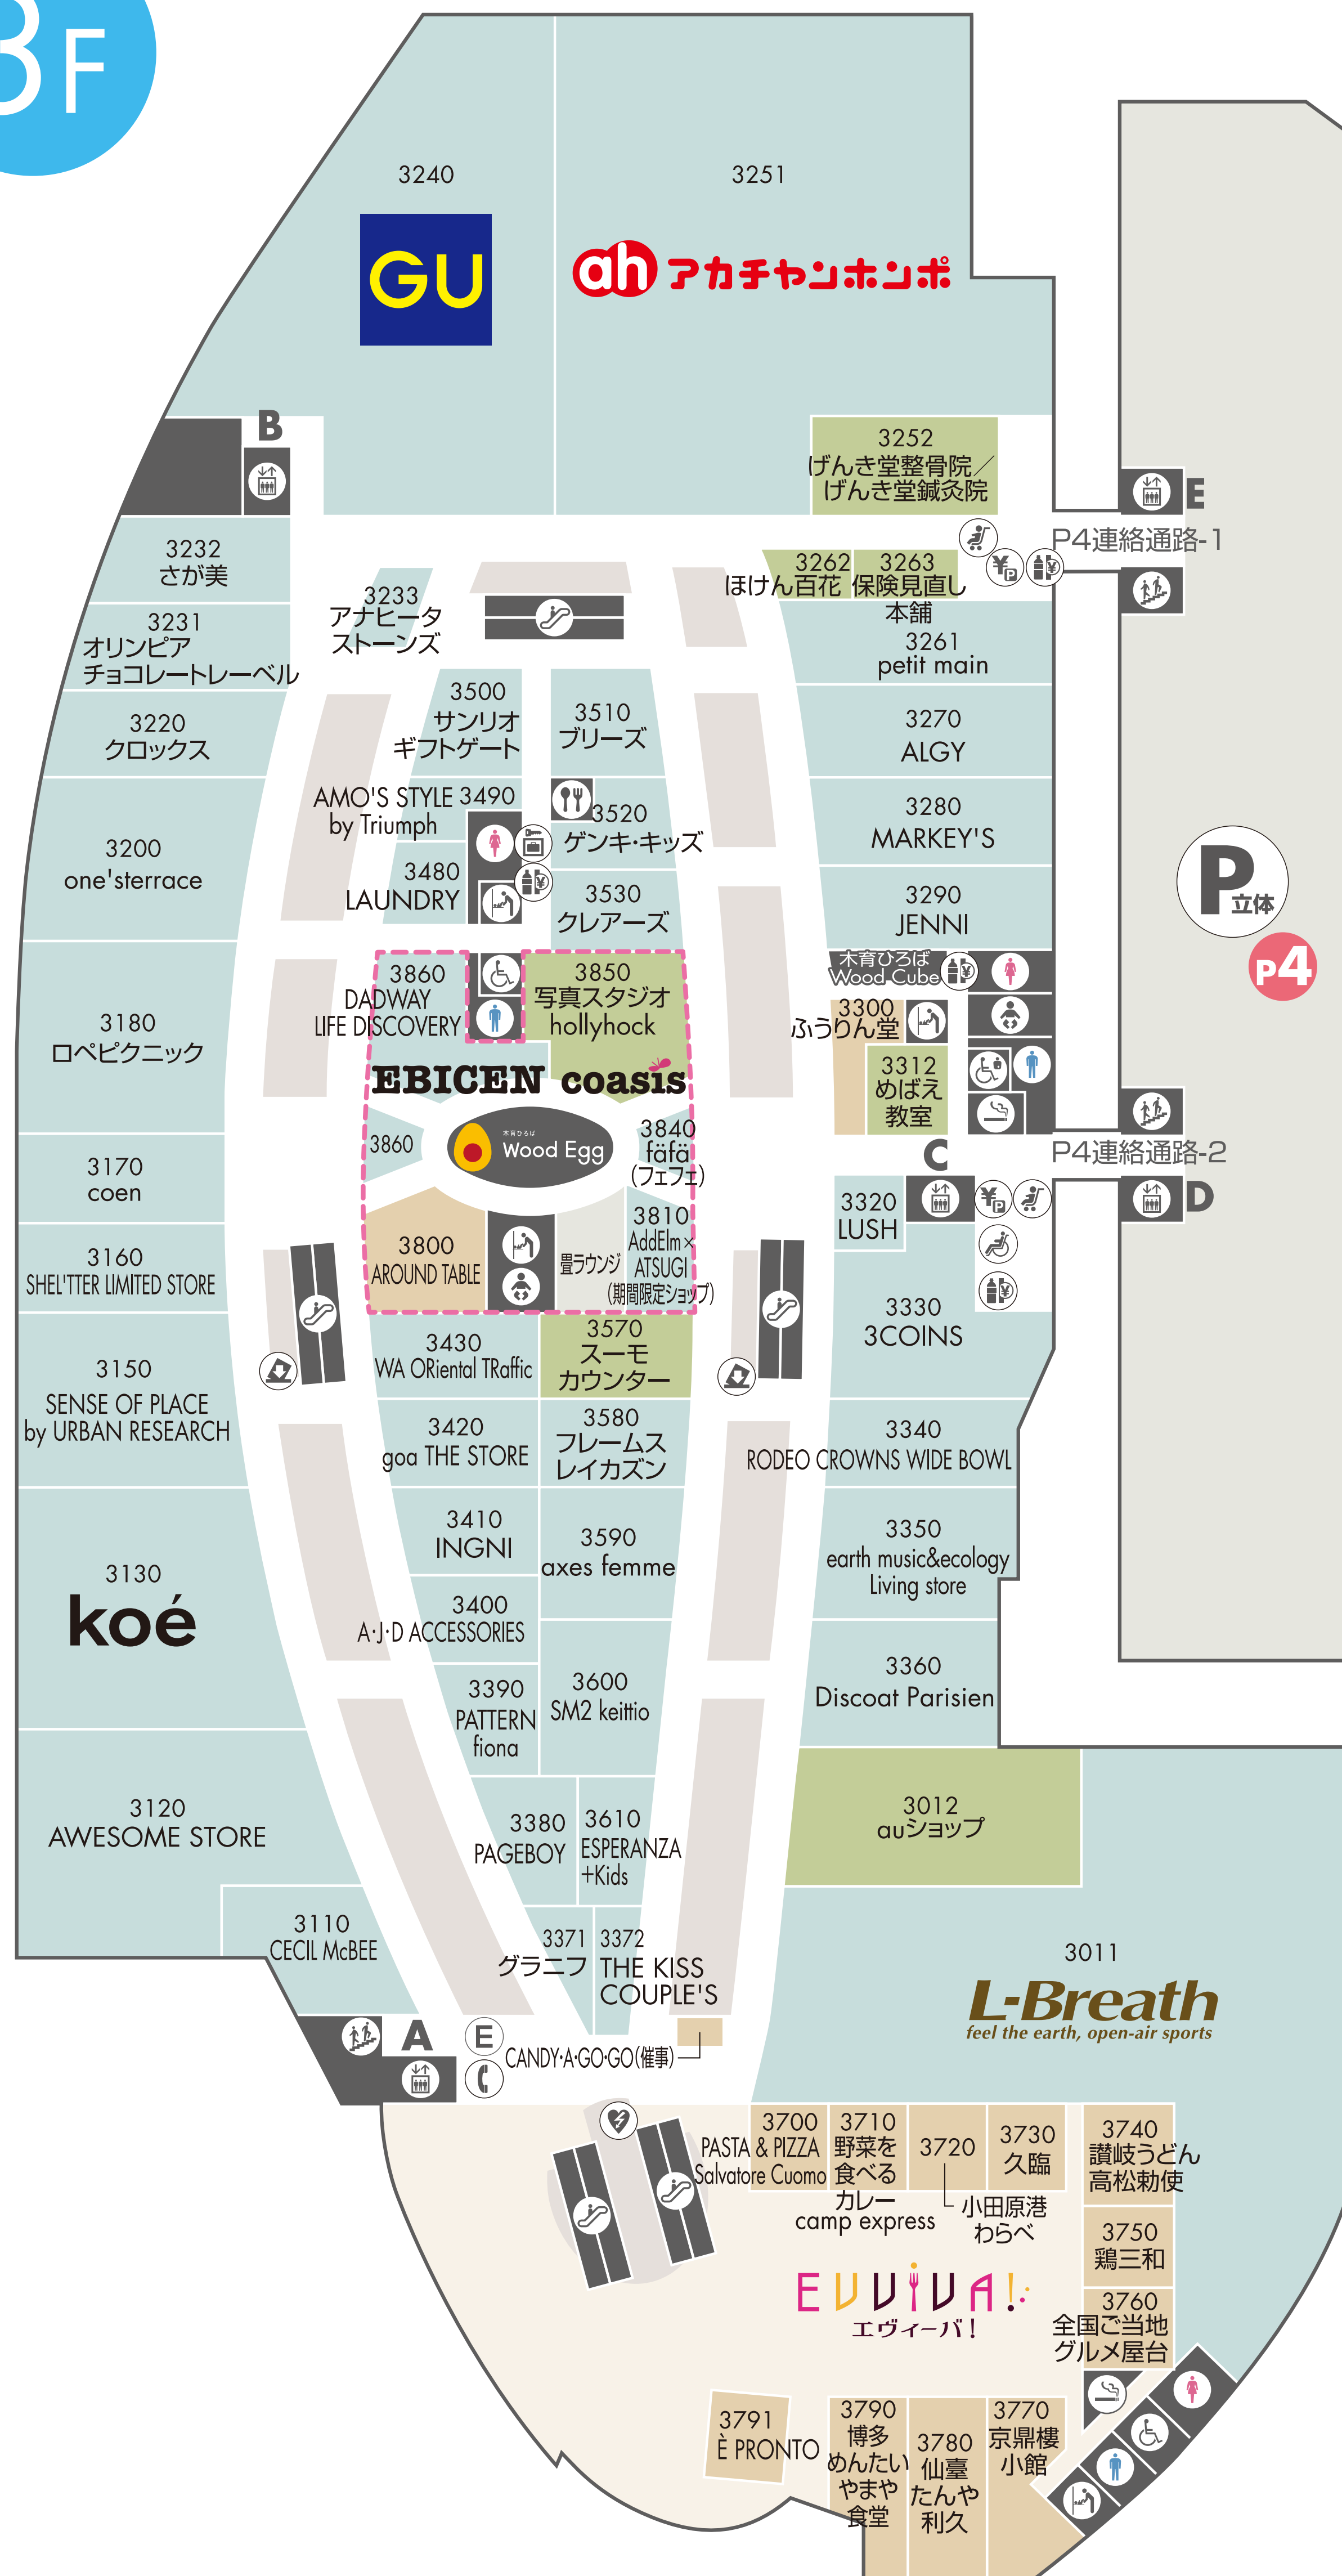 3F
3240
GU
3251
ah アカチャンホンポ
B
3252
げんき堂整骨院／
げんき堂鍼灸院
E
P4連絡通路-1
3232
さが美
3233
アナヒータ
ストーンズ
3262
ほけん百花
3263
保険見直し
本舗
3231
オリンピア
チョコレートレーベル
3261
petit main
3220
クロックス
3500
サンリオ
ギフトゲート
3510
ブリーズ
3270
ALGY
3200
one'sterrace
AMO'S STYLE 3490
by Triumph
3520
ゲンキ・キッズ
3280
MARKEY'S
3480
LAUNDRY
3530
クレアーズ
3290
JENNI
P
立体
P4
3180
ロペピクニック
3860
DADWAY
LIFE DISCOVERY
3850
写真スタジオ
hollyhock
木育ひろば
Wood Cube
3300
ふうりん堂
3312
めばえ
教室
EBICEN coasis
3860
木育ひろば
Wood Egg
3840
fäfä
(フェフェ)
3170
coen
C
P4連絡通路-2
D
3160
SHEL'TTER LIMITED STORE
3800
AROUND TABLE
畳ラウンジ
3810
AddElm×
ATSUGI
(期間限定ショップ)
3320
LUSH
3330
3COINS
3150
SENSE OF PLACE
by URBAN RESEARCH
3430
WA ORiental TRaffic
3570
スーモ
カウンター
3420
goa THE STORE
3580
フレームス
レイカズン
3340
RODEO CROWNS WIDE BOWL
3130
koé
3410
INGNI
3590
axes femme
3350
earth music&ecology
Living store
3400
A・J・D ACCESSORIES
3390
PATTERN
fiona
3600
SM2 keittio
3360
Discoat Parisien
3120
AWESOME STORE
3380
PAGEBOY
3610
ESPERANZA
+Kids
3012
auショップ
3110
CECIL McBEE
3371
グラニフ
3372
THE KISS
COUPLE'S
3011
L-Breath
feel the earth, open-air sports
A
E
CANDY・A・GO・GO(催事)
3700
PASTA & PIZZA
Salvatore Cuomo
3710
野菜を
食べる
カレー
camp express
3720
小田原港
わらべ
3730
久臨
3740
讃岐うどん
高松勅使
3750
鶏三和
3760
全国ご当地
グルメ屋台
EVVIVA!
エヴィーバ!
3791
È PRONTO
3790
博多
めんたい
やまや
食堂
3780
仙臺
たんや
利久
3770
京鼎樓
小館